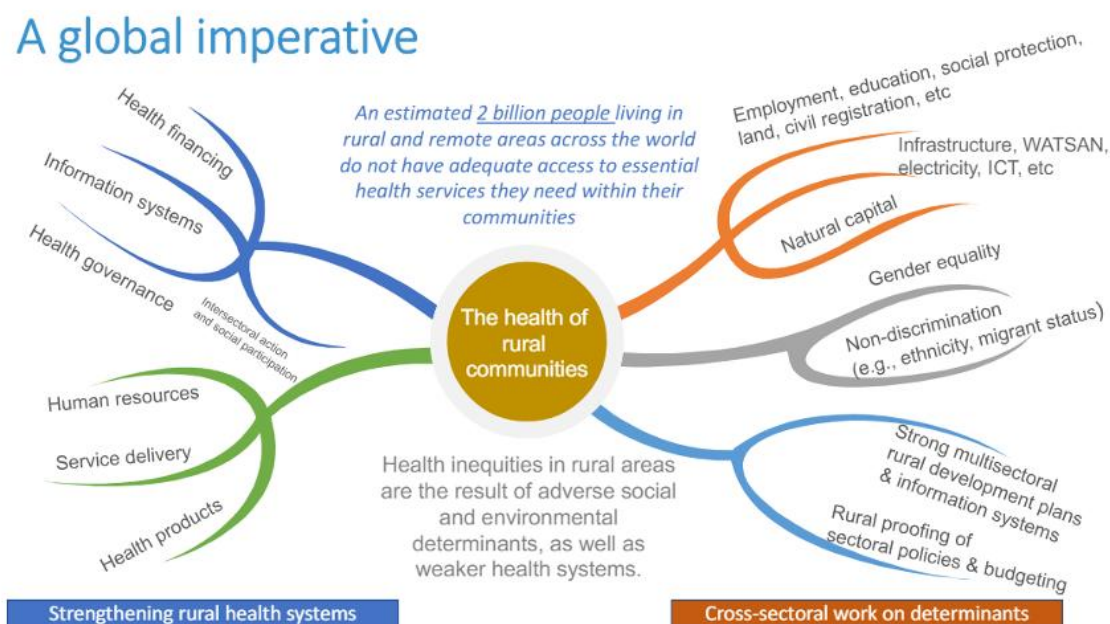 A global imperative
Health financing
Information systems
Health governance
Intersectoral action
and social participation
Human resources
Service delivery
Health products
An estimated 2 billion people living in
rural and remote areas across the world
do not have adequate access to essential
health services they need within their
communities
The health of
rural
communities
Health inequities in rural areas
are the result of adverse social
and environmental
determinants, as well as
weaker health systems.
Employment, education, social protection,
land, civil registration, etc
Infrastructure, WATSAN,
electricity, ICT, etc
Natural capital
Gender equality
Non-discrimination
(e.g., ethnicity, migrant status)
Strong multisectoral
rural development plans
& information systems
Rural proofing of
sectoral policies & budgeting
Strengthening rural health systems
Cross-sectoral work on determinants